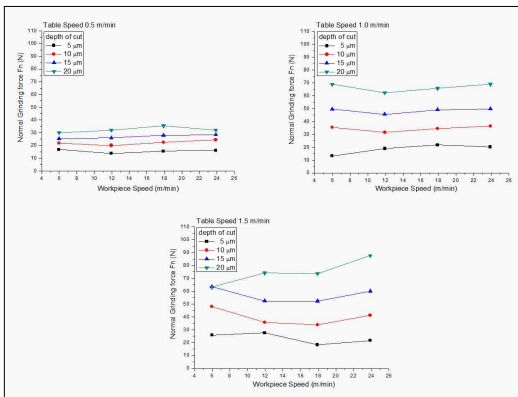 Table Speed 0.5 m/min
depth of cut
5 μm
10 μm
15 μm
20 μm
Normal Grinding force Fn (N)
110
100
90
80
70
60
50
40
30
20
10
0
4 6 8 10 12 14 16 18 20 22 24 26
Workpiece Speed (m/min)
Table Speed 1.0 m/min
depth of cut
5 μm
10 μm
15 μm
20 μm
Normal Grinding force Fn (N)
110
100
90
80
70
60
50
40
30
20
10
0
4 6 8 10 12 14 16 18 20 22 24 26
Workpiece Speed (m/min)
Table Speed 1.5 m/min
depth of cut
5 μm
10 μm
15 μm
20 μm
Normal Grinding force Fn (N)
110
100
90
80
70
60
50
40
30
20
10
0
4 6 8 10 12 14 16 18 20 22 24 26
Workpiece Speed (m/min)